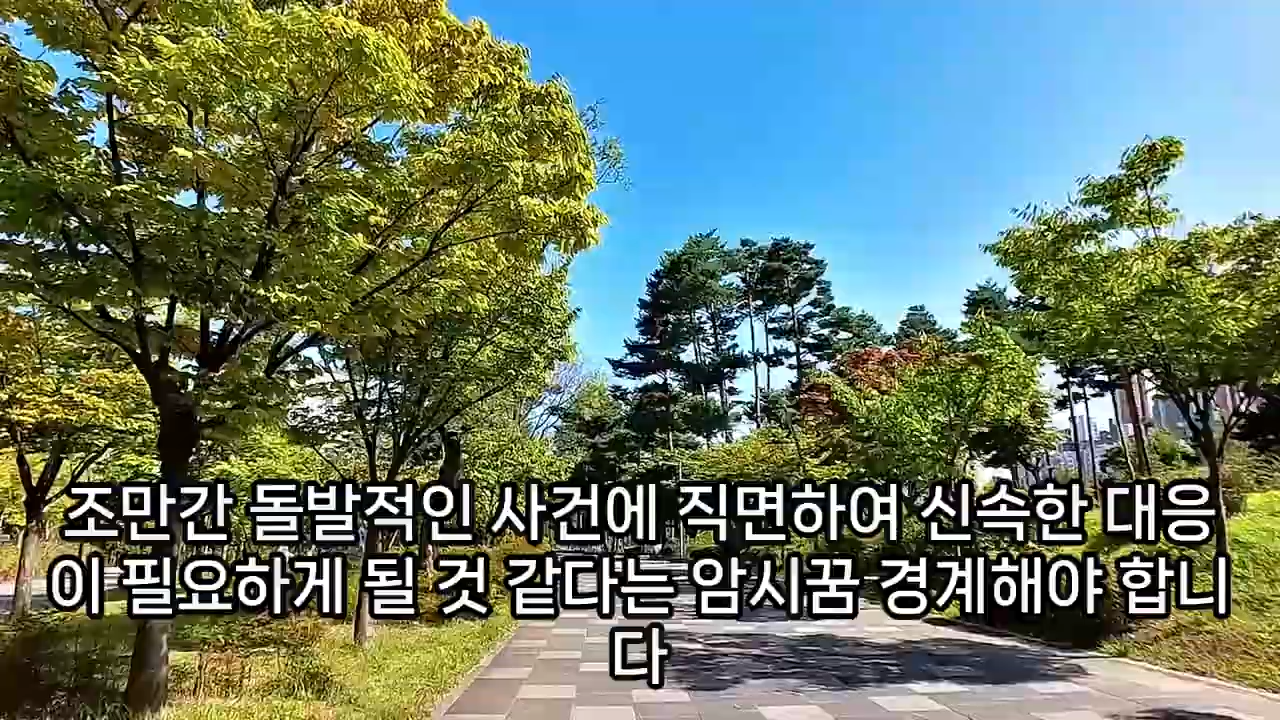 조만간 돌발적인 사건에 직면하여 신속한 대응
이 필요하게 될 것 같다는 암시꿈 경계해야 합니
다